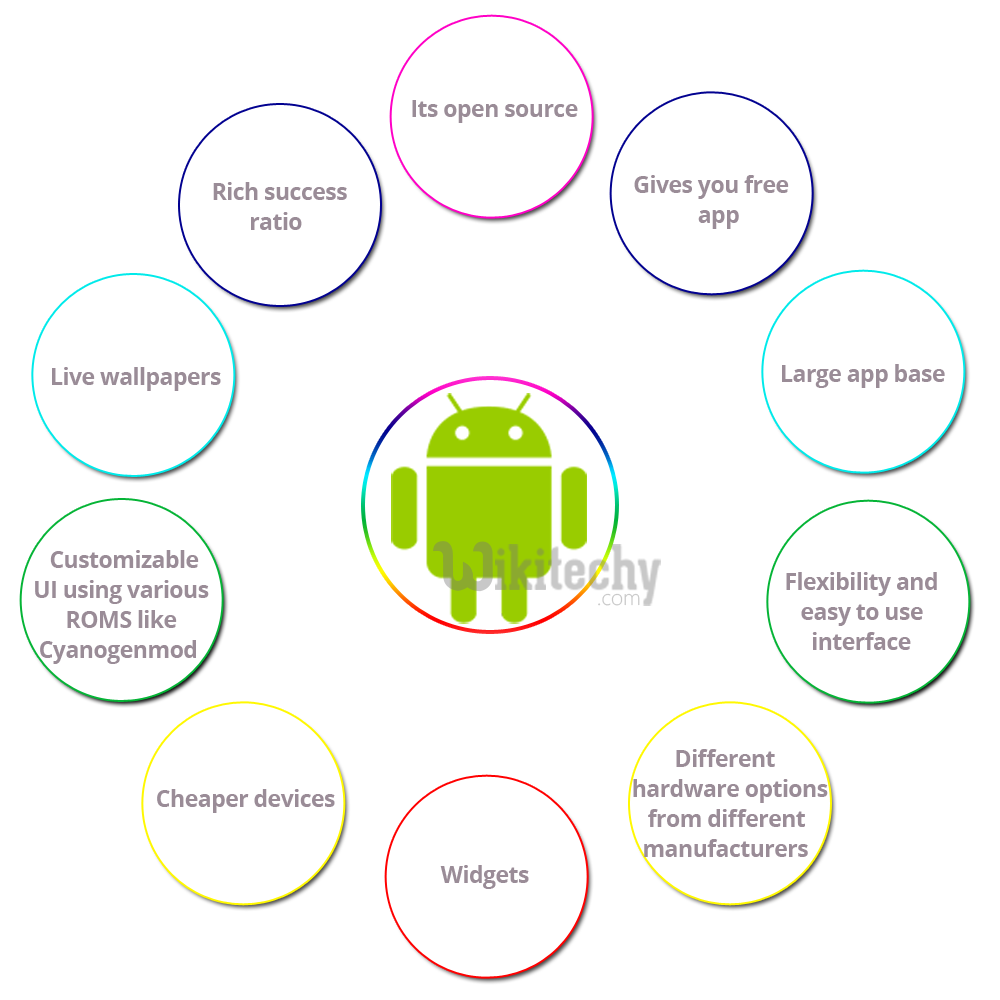 Its open source
Gives you free
app
Large app base
Flexibility and
easy to use
interface
Different
hardware options
from different
manufacturers
Widgets
Cheaper devices
Customizable
UI using various
ROMS like
Cyanogenmod
Live wallpapers
Rich success
ratio
Wikitechy
.com